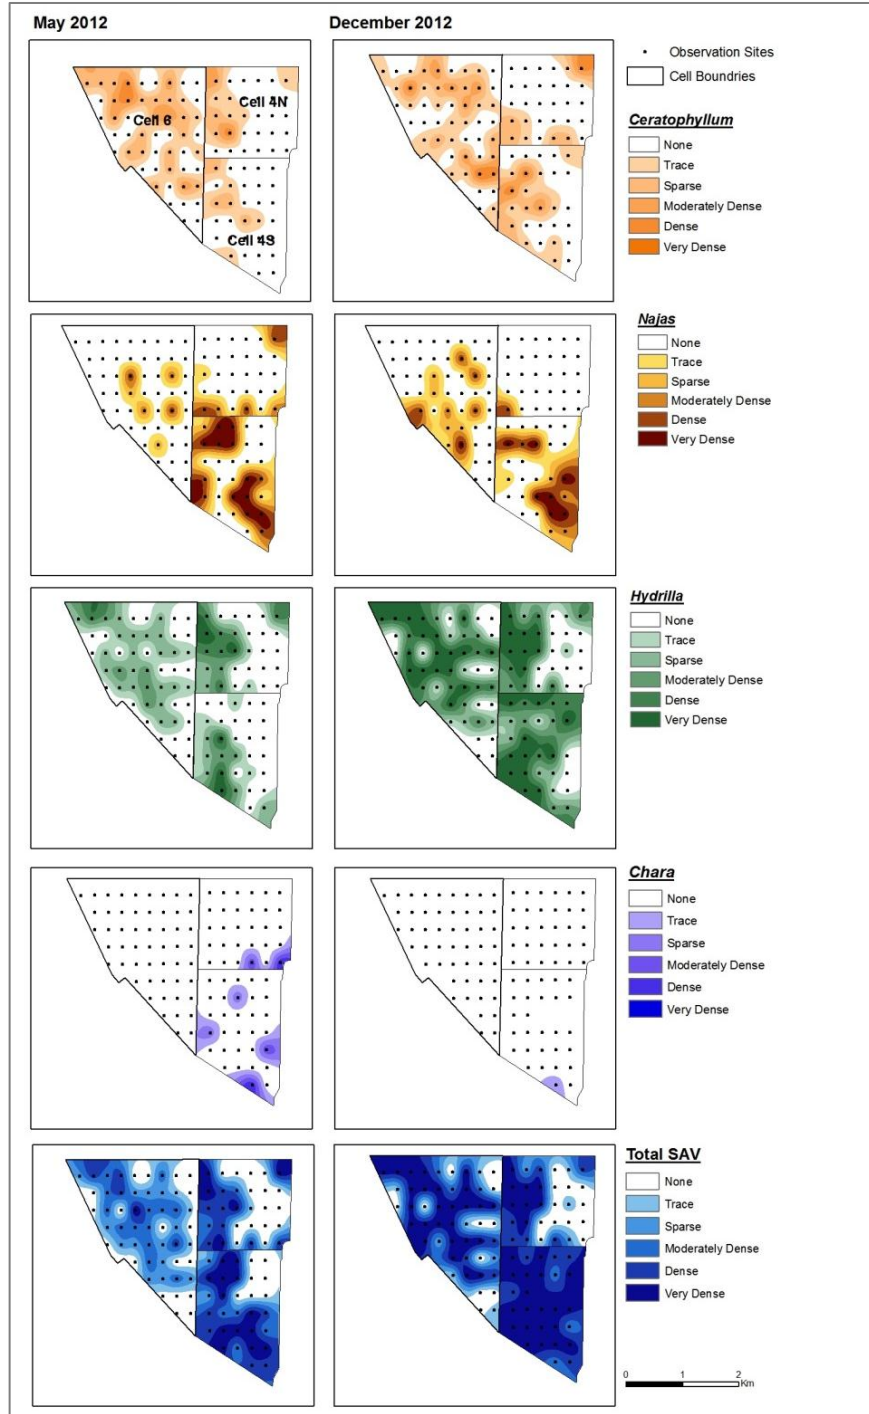 May 2012
December 2012
Observation Sites
Cell Boundries
Cell 6
Cell 4N
Cell 4S
Ceratophyllum
None
Trace
Sparse
Moderately Dense
Dense
Very Dense
Najas
None
Trace
Sparse
Moderately Dense
Dense
Very Dense
Hydrilla
None
Trace
Sparse
Moderately Dense
Dense
Very Dense
Chara
None
Trace
Sparse
Moderately Dense
Dense
Very Dense
Total SAV
None
Trace
Sparse
Moderately Dense
Dense
Very Dense
0 1 2
Km